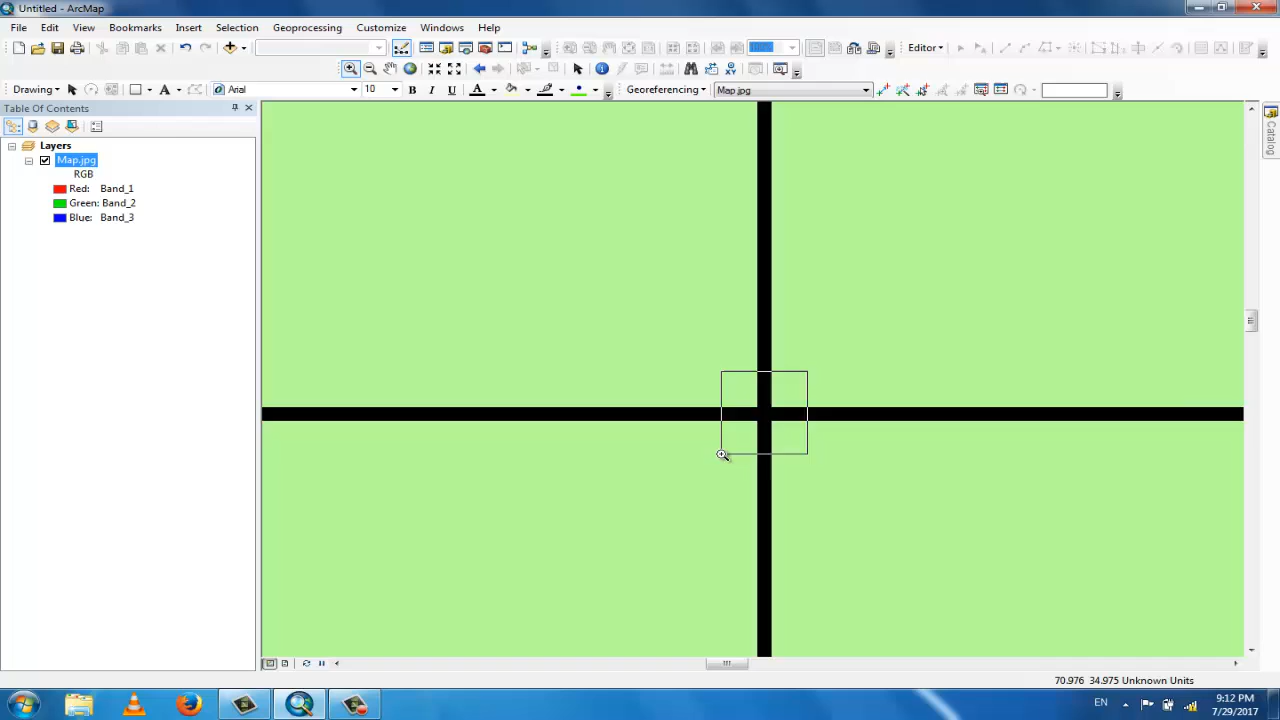 Untitled - ArcMap
File Edit View Bookmarks Insert Selection Geoprocessing Customize Windows Help
Editor
Drawing Arial 10 B I U A Georeferencing Map.jpg
Table Of Contents
Layers
Map.jpg
RGB
Red: Band_1
Green: Band_2
Blue: Band_3
Catalog
70.976 34.975 Unknown Units
EN 9:12 PM
7/29/2017